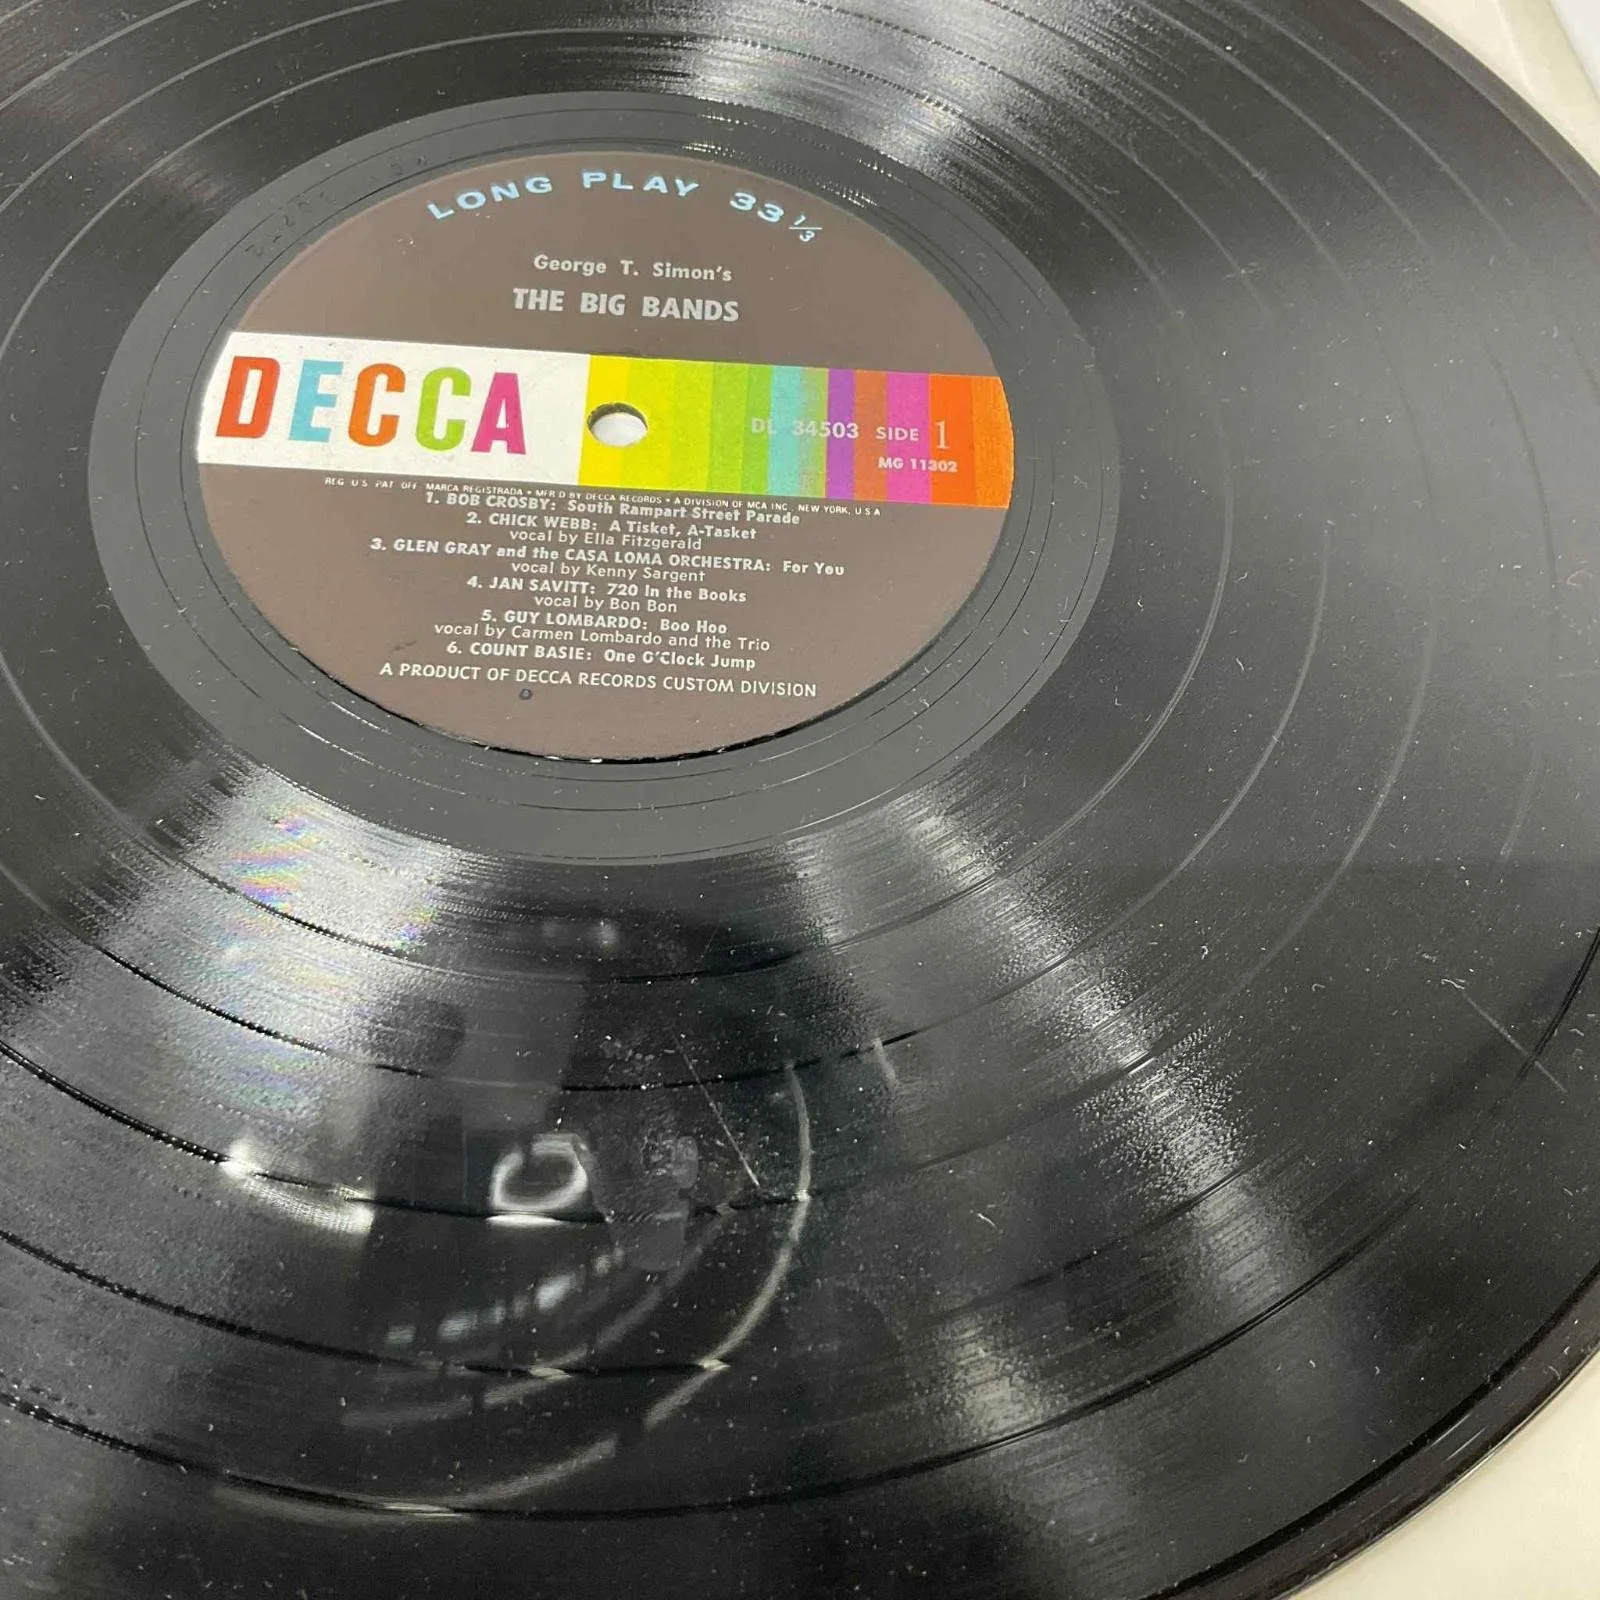 LONG PLAY 33 1/3
George T. Simon's
THE BIG BANDS
DECCA
DL 34503 SIDE 1
MG 11302
REG U S PAT OFF MARCA REGISTRADA • MFR'D BY DECCA RECORDS • A DIVISION OF MCA INC., NEW YORK, U.S.A
1. BOB CROSBY: South Rampart Street Parade
2. CHICK WEBB: A Tisket, A-Tasket
vocal by Ella Fitzgerald
3. GLEN GRAY and the CASA LOMA ORCHESTRA: For You
vocal by Kenny Sargent
4. JAN SAVITT: 720 In the Books
vocal by Bon Bon
5. GUY LOMBARDO: Boo Hoo
vocal by Carmen Lombardo and the Trio
6. COUNT BASIE: One O'Clock Jump
A PRODUCT OF DECCA RECORDS CUSTOM DIVISION